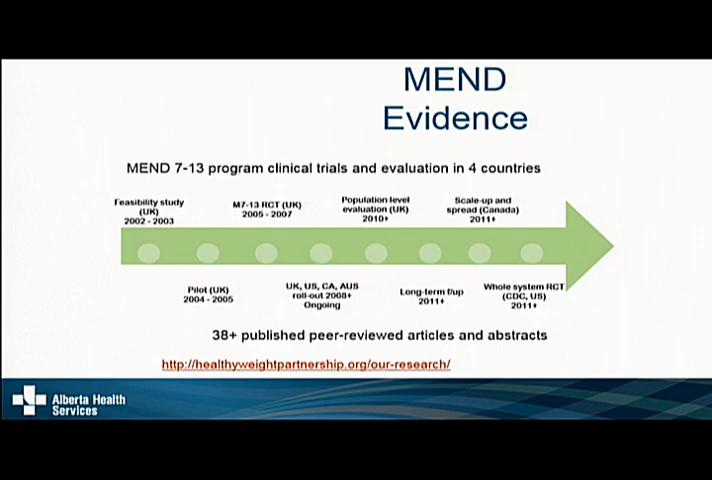 MEND
Evidence
MEND 7-13 program clinical trials and evaluation in 4 countries
Feasibility study
(UK)
2002 - 2003
M7-13 RCT (UK)
2005 - 2007
Population level
evaluation (UK)
2010+
Scale-up and
spread (Canada)
2011+
Pilot (UK)
2004 - 2005
UK, US, CA, AUS
roll-out 2008+
Ongoing
Long-term f/up
2011+
Whole system RCT
(CDC, US)
2011+
38+ published peer-reviewed articles and abstracts
http://healthyweightpartnership.org/our-research/
Alberta Health
Services